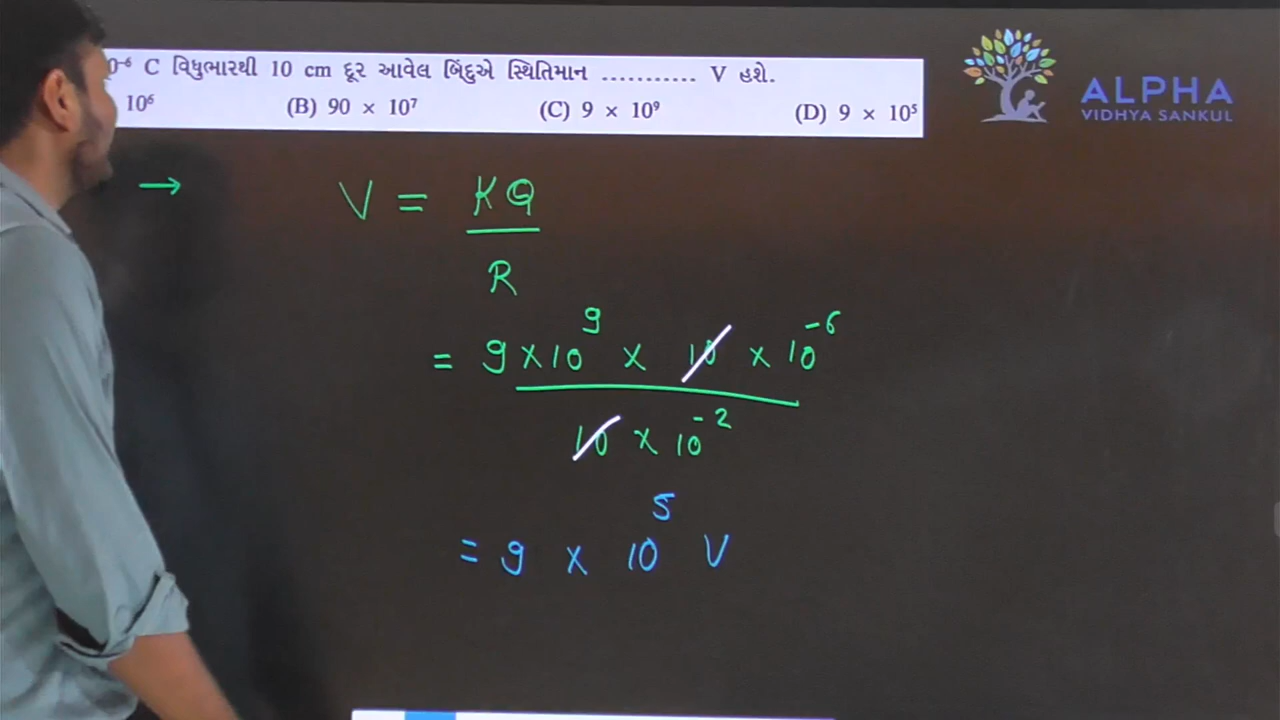 0⁻⁶ C વિધુભારથી 10 cm દૂર આવેલ બિંદુએ સ્થિતિમાન ........... V હશે.
10⁶ (B) 90 × 10⁷ (C) 9 × 10⁹ (D) 9 × 10⁵
ALPHA
VIDHYA SANKUL
→ V = KQ
R
= 9 × 10⁹ × 10 × 10⁻⁶
10 × 10⁻²
= 9 × 10⁵ V